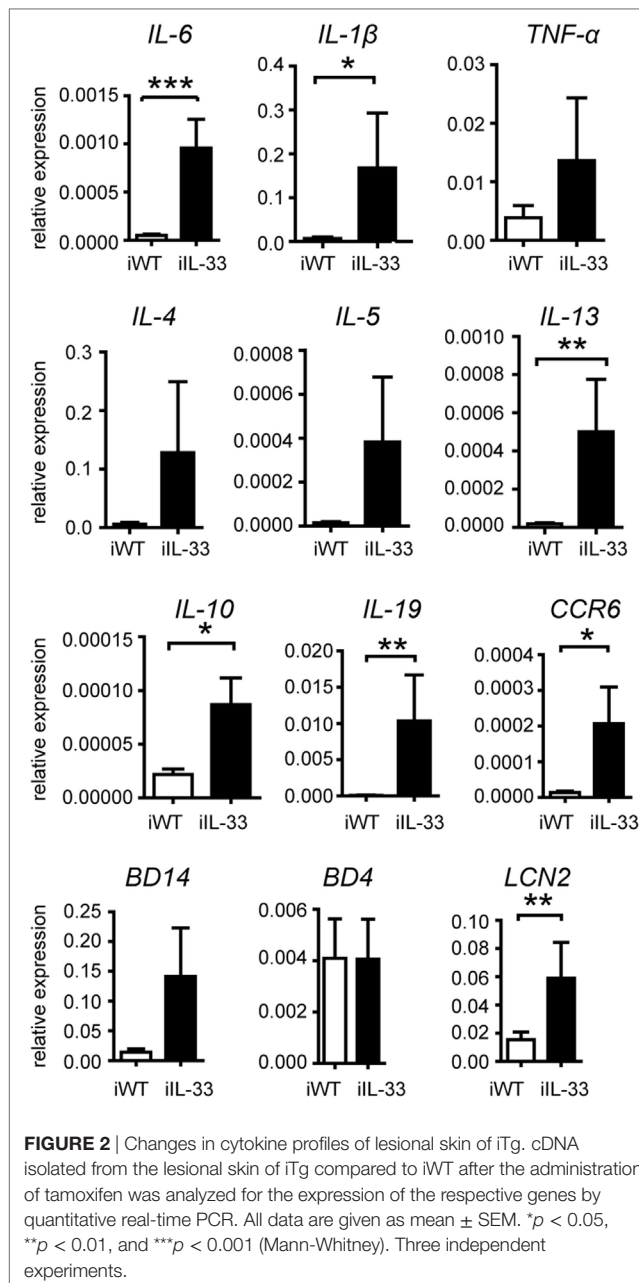 IL-6 IL-1β TNF-α
*** *
relative expression
0.0015 0.4 0.03
0.0010 0.3 0.02
0.0005 0.2 0.01
0.0000 0.1 0.00
0.0
iWT iIL-33 iWT iIL-33 iWT iIL-33
IL-4 IL-5 IL-13
**
relative expression
0.3 0.0008 0.0010
0.2 0.0006 0.0008
0.1 0.0004 0.0006
0.0 0.0002 0.0004
0.0000 0.0002
0.0000
iWT iIL-33 iWT iIL-33 iWT iIL-33
IL-10 IL-19 CCR6
* ** *
relative expression
0.00015 0.020 0.0004
0.00010 0.015 0.0003
0.00005 0.010 0.0002
0.00000 0.005 0.0001
0.000 0.0000
iWT iIL-33 iWT iIL-33 iWT iIL-33
BD14 BD4 LCN2
**
relative expression
0.25 0.006 0.10
0.20 0.004 0.08
0.15 0.002 0.06
0.10 0.000 0.04
0.05 0.02
0.00 0.00
iWT iIL-33 iWT iIL-33 iWT iIL-33
FIGURE 2 | Changes in cytokine profiles of lesional skin of iTg. cDNA
isolated from the lesional skin of iTg compared to iWT after the administration
of tamoxifen was analyzed for the expression of the respective genes by
quantitative real-time PCR. All data are given as mean ± SEM. *p < 0.05,
**p < 0.01, and ***p < 0.001 (Mann-Whitney). Three independent
experiments.